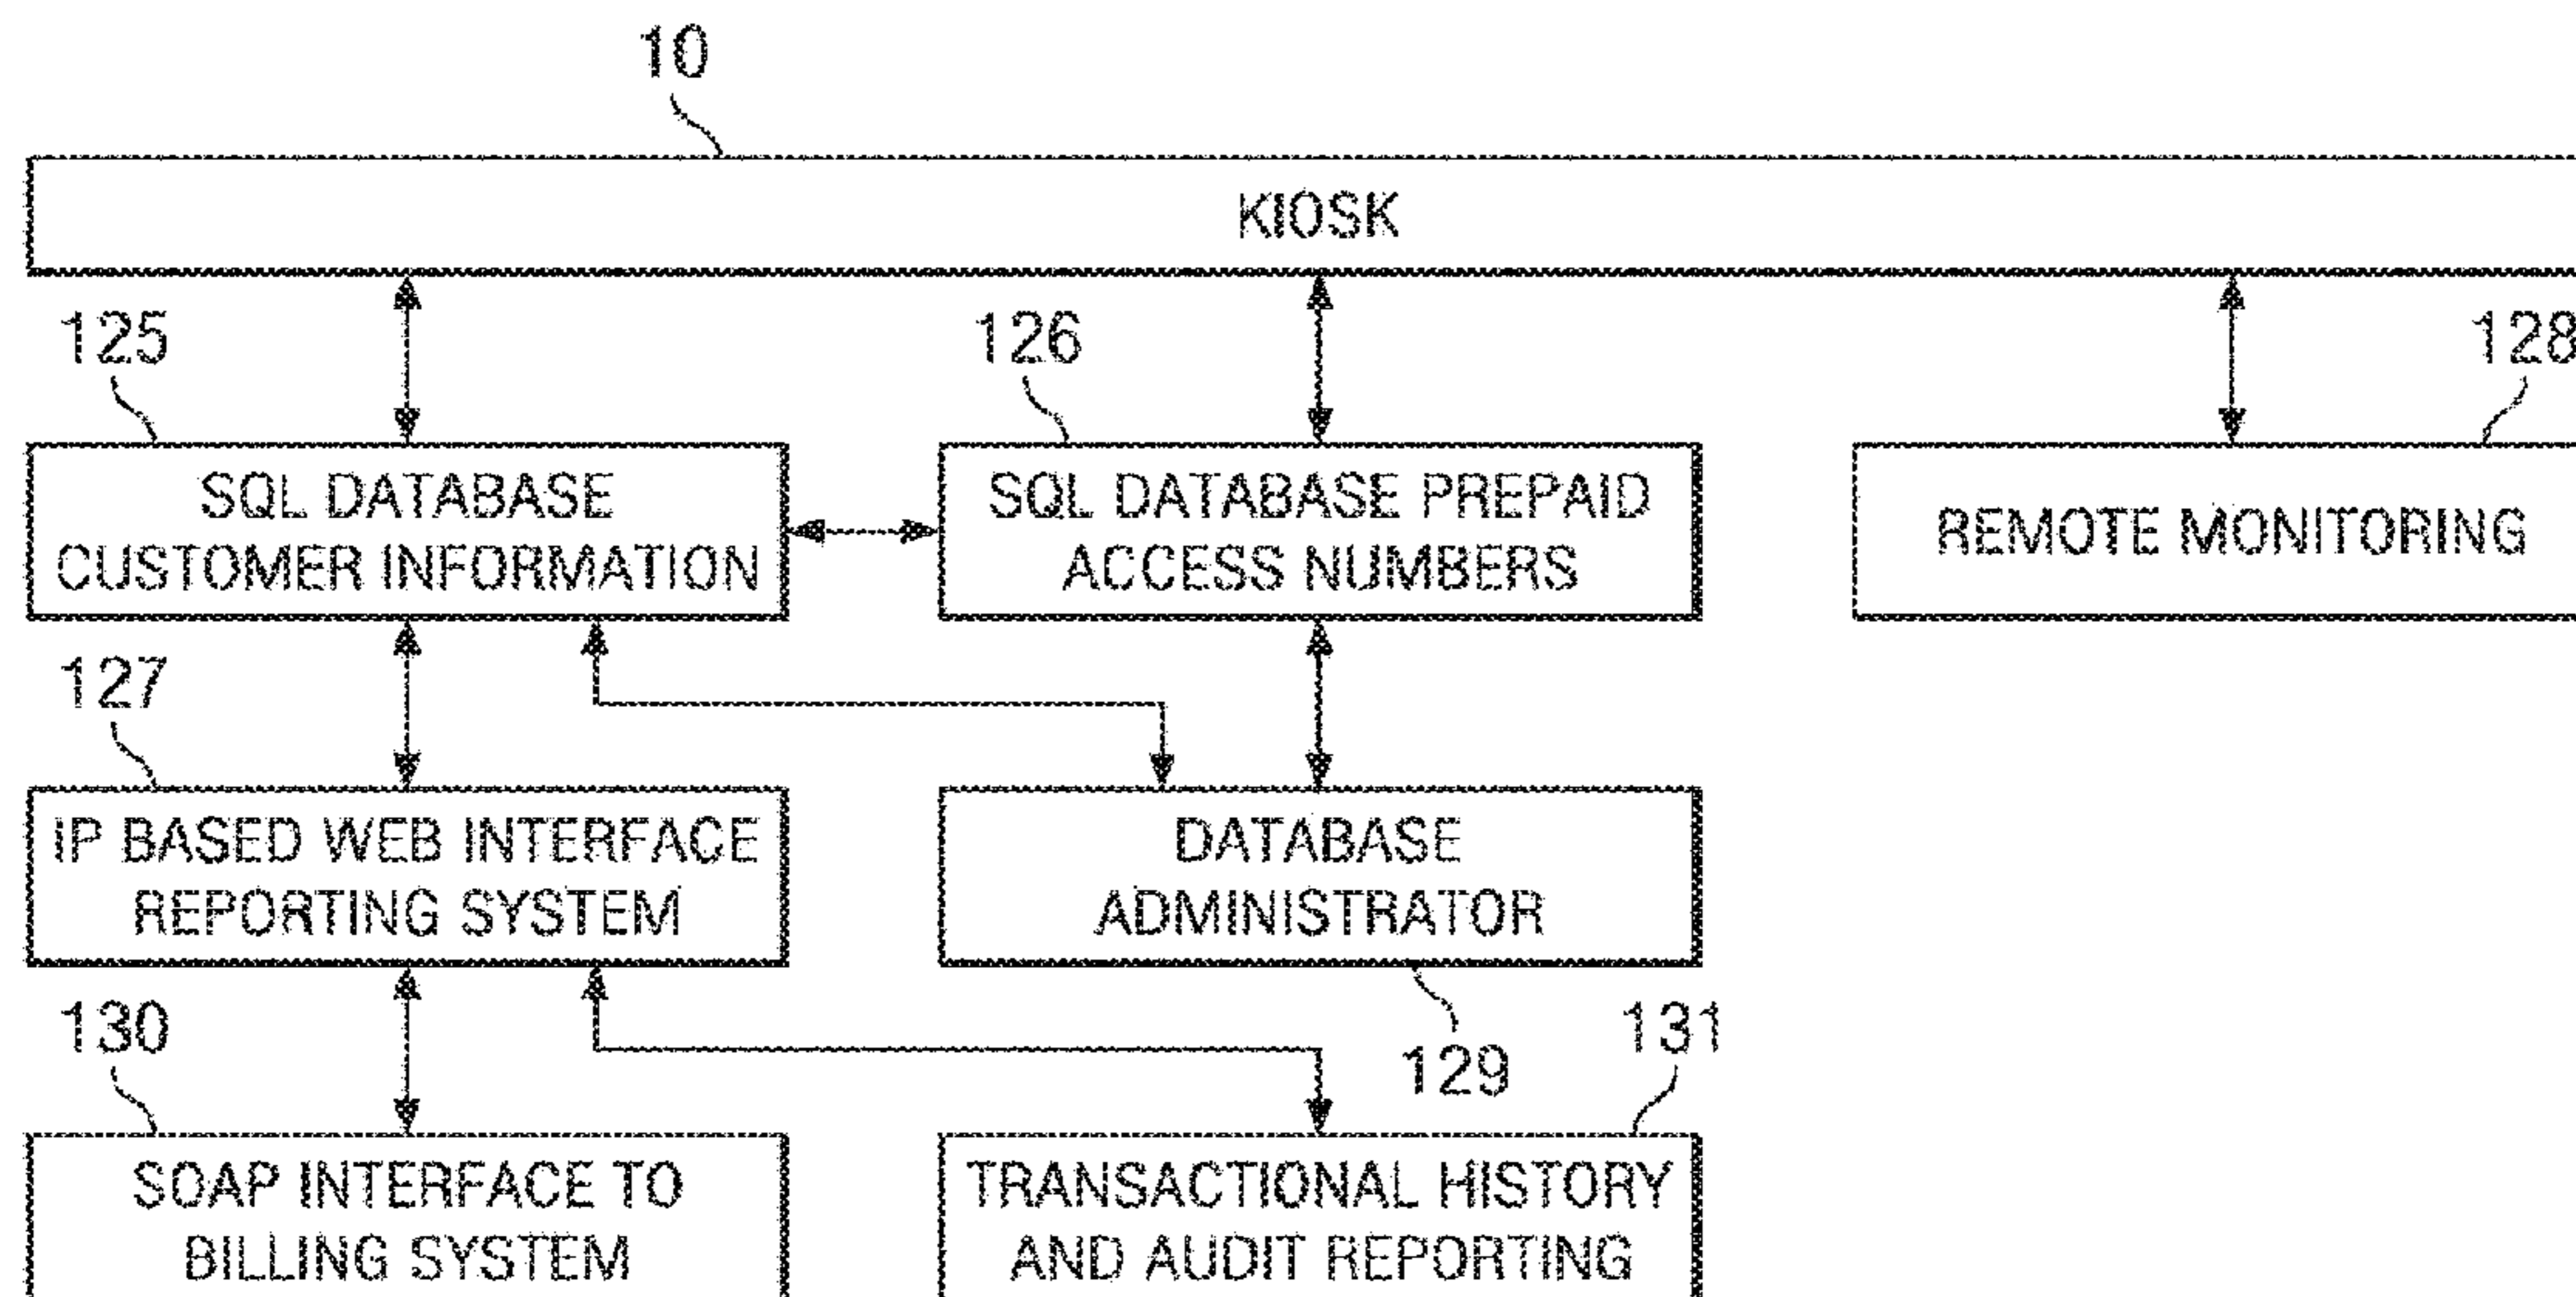 10
KIOSK
125
126
128
SQL DATABASE
CUSTOMER INFORMATION
SQL DATABASE PREPAID
ACCESS NUMBERS
REMOTE MONITORING
127
IP BASED WEB INTERFACE
REPORTING SYSTEM
DATABASE
ADMINISTRATOR
130
129
131
SOAP INTERFACE TO
BILLING SYSTEM
TRANSACTIONAL HISTORY
AND AUDIT REPORTING